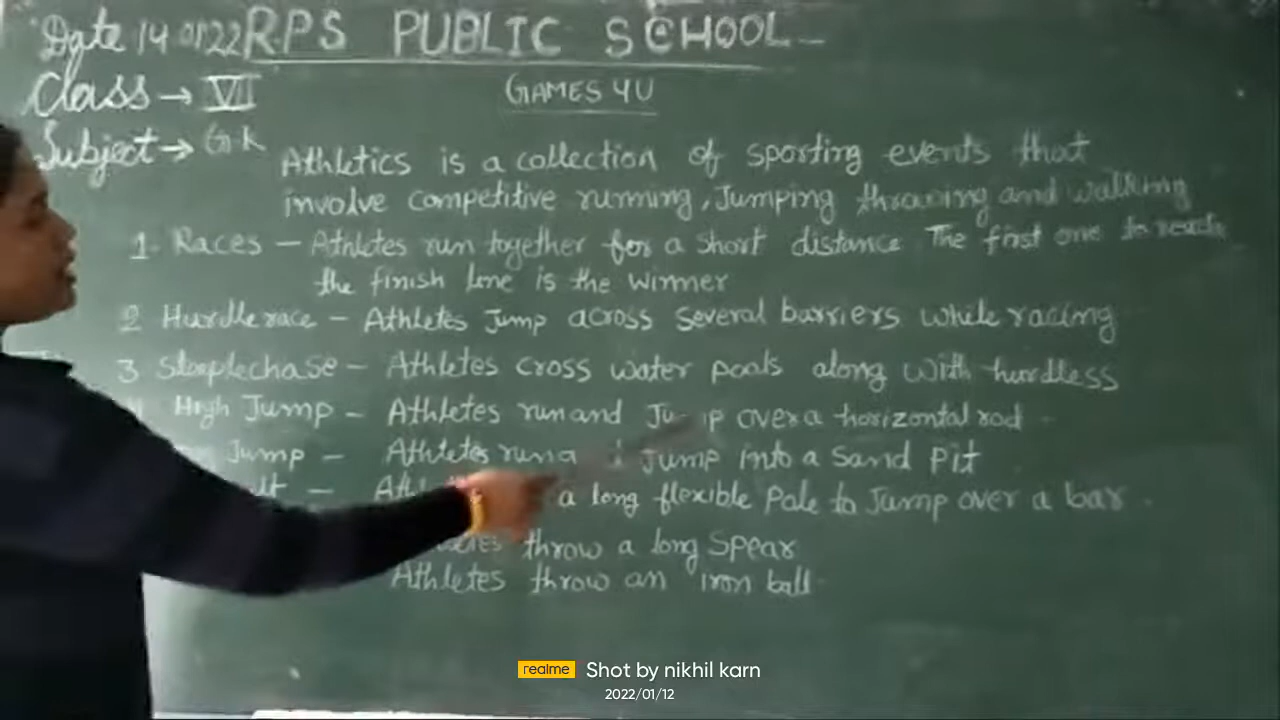 Date 14 01 22 R.P.S PUBLIC SCHOOL
Class → VII
GAMES 4U
Subject → G.K
Athletics is a collection of sporting events that
involve competitive running, Jumping throwing and walking
1. Races – Athletes run together for a short distance The first one to reach
the finish line is the winner
2 Hurdle race – Athletes Jump across several barriers while racing
3 Steeplechase – Athletes cross water pools along with hurdless
High Jump – Athletes run and Jump over a horizontal rod
Jump – Athletes run Jump into a sand pit
– a long flexible Pole to Jump over a bar.
throw a long Spear
Athletes throw an iron ball
realme Shot by nikhil karn
2022/01/12